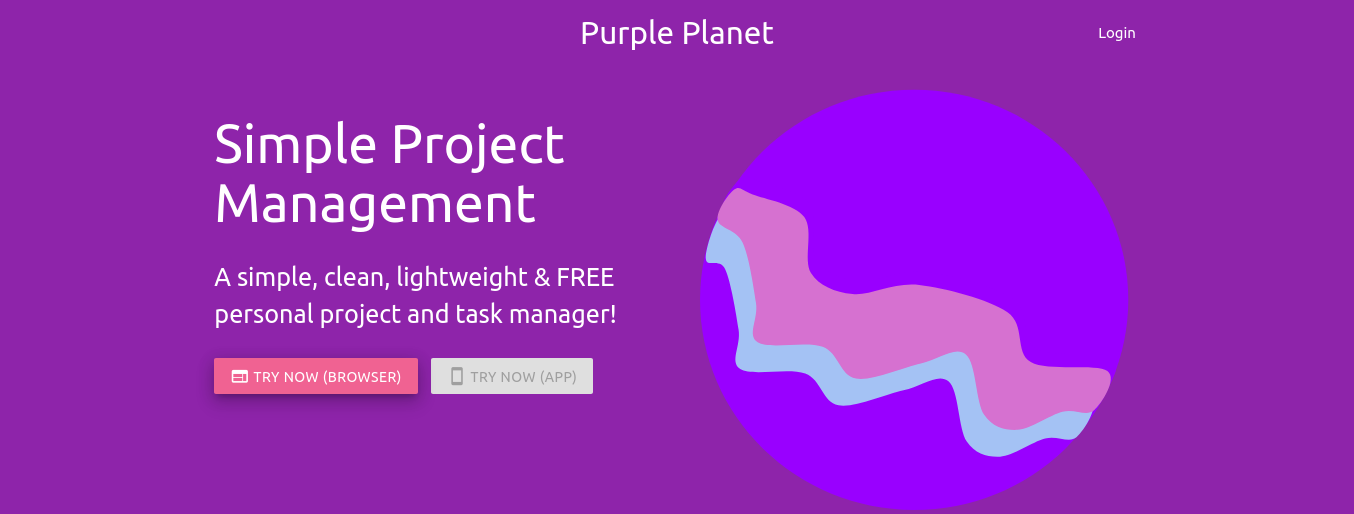 Purple Planet
Login
Simple Project
Management
A simple, clean, lightweight & FREE
personal project and task manager!
TRY NOW (BROWSER)
TRY NOW (APP)